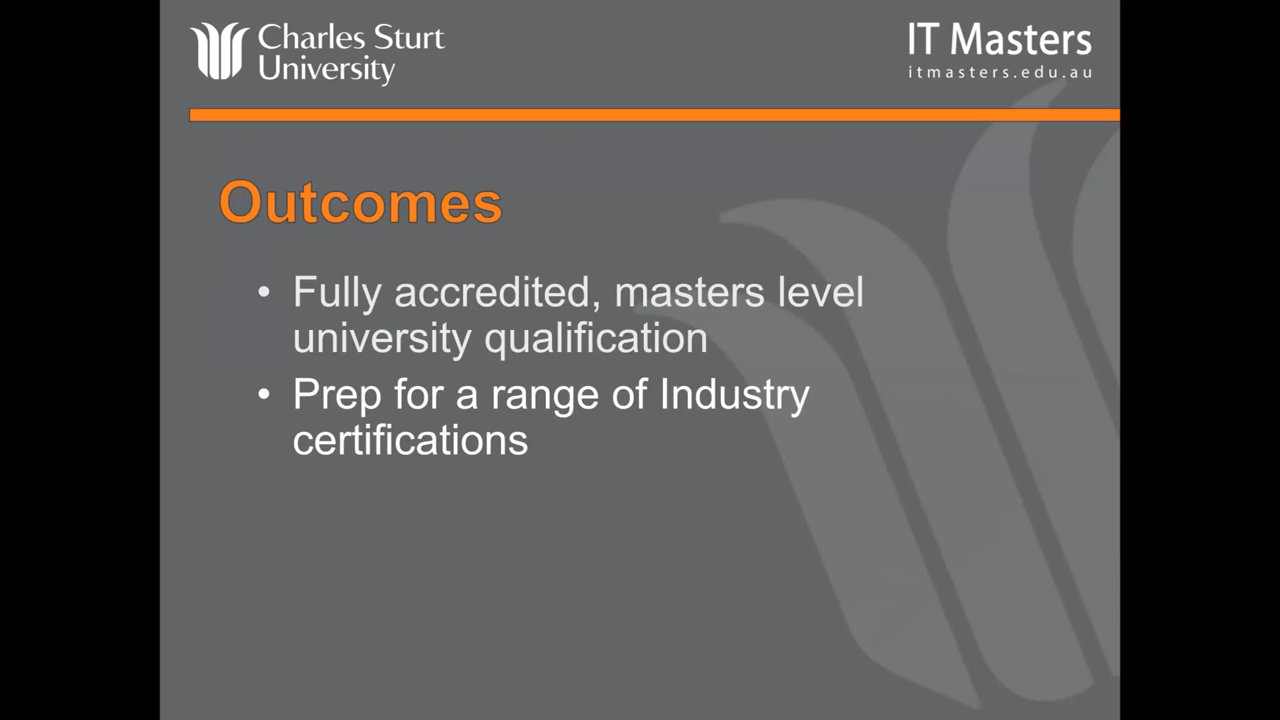 Charles Sturt
University
IT Masters
itmasters.edu.au
Outcomes
• Fully accredited, masters level
university qualification
• Prep for a range of Industry
certifications